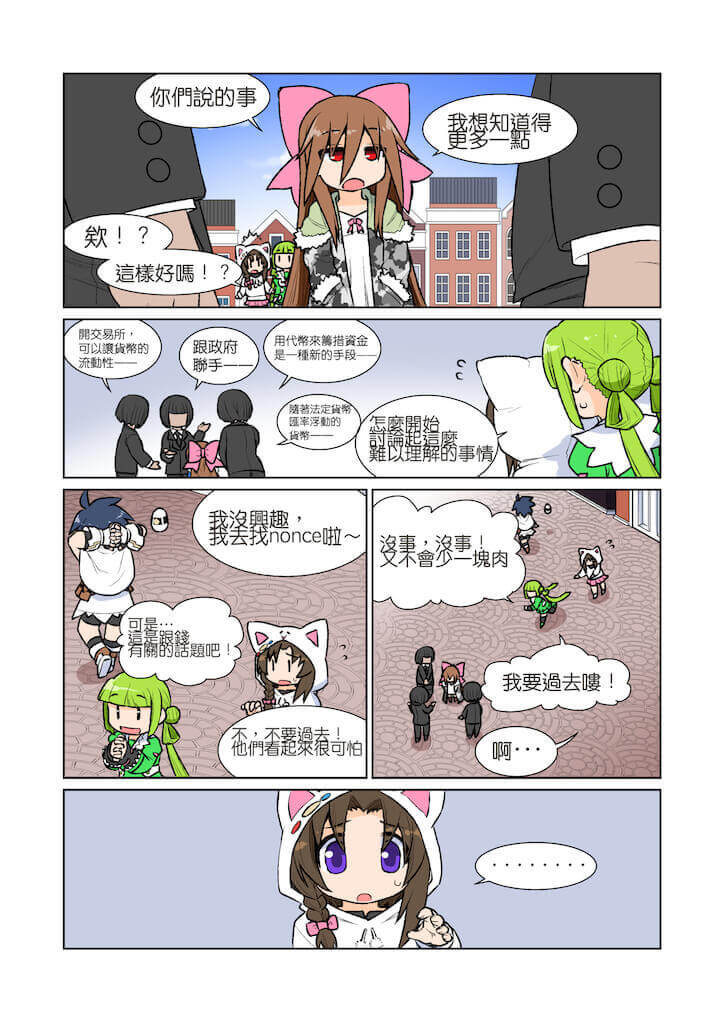 你們說的事
我想知道得
更多一點
欸！？
這樣好嗎！？
開交易所，
可以讓貨幣的
流動性──
跟政府
聯手──
用代幣來籌措資金
是一種新的手段──
隨著法定貨幣
匯率浮動的
貨幣──
怎麼開始
討論起這麼
難以理解的事情
我沒興趣，
我去找nonce啦～
可是⋯
這是跟錢
有關的話題吧！
不，不要過去！
他們看起來很可怕
沒事，沒事！
又不會少一塊肉
我要過去嘍！
啊⋯
．．．．．．．．